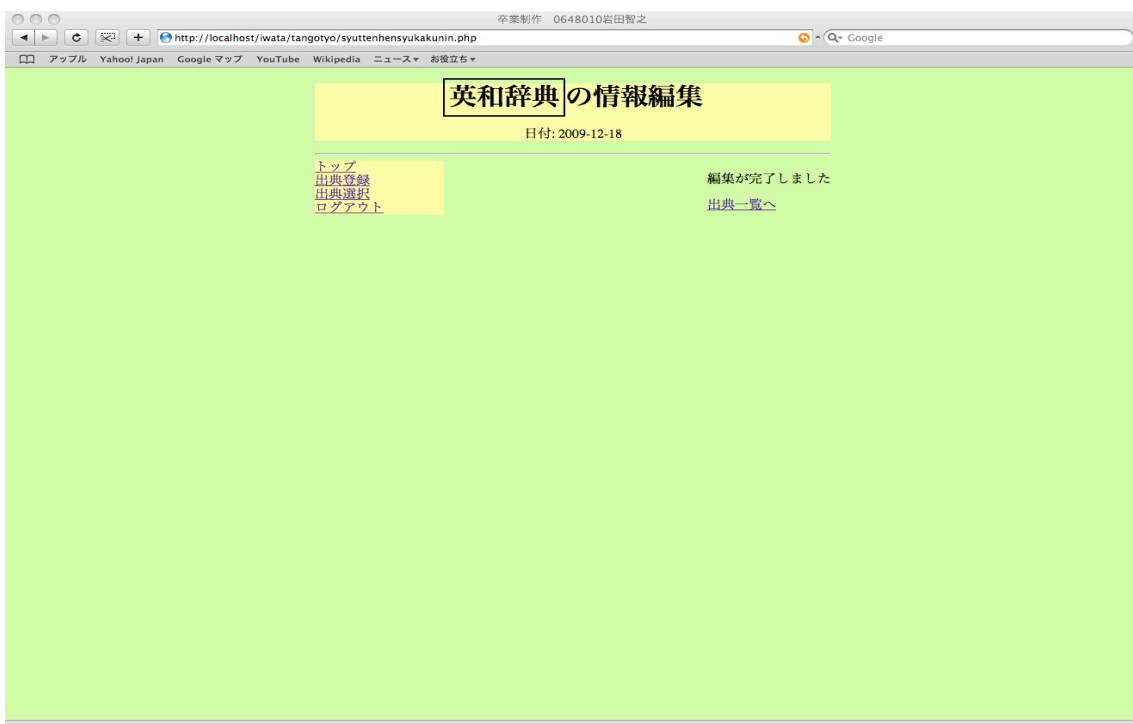 卒業制作 0648010岩田智之
http://localhost/iwata/tangotyo/syuttenhensyukakunin.php
Google
アップル Yahoo! Japan Google マップ YouTube Wikipedia ニュース▼ お役立ち▼
英和辞典の情報編集
日付: 2009-12-18
トップ
出典登録
出典選択
ログアウト
編集が完了しました
出典一覧へ